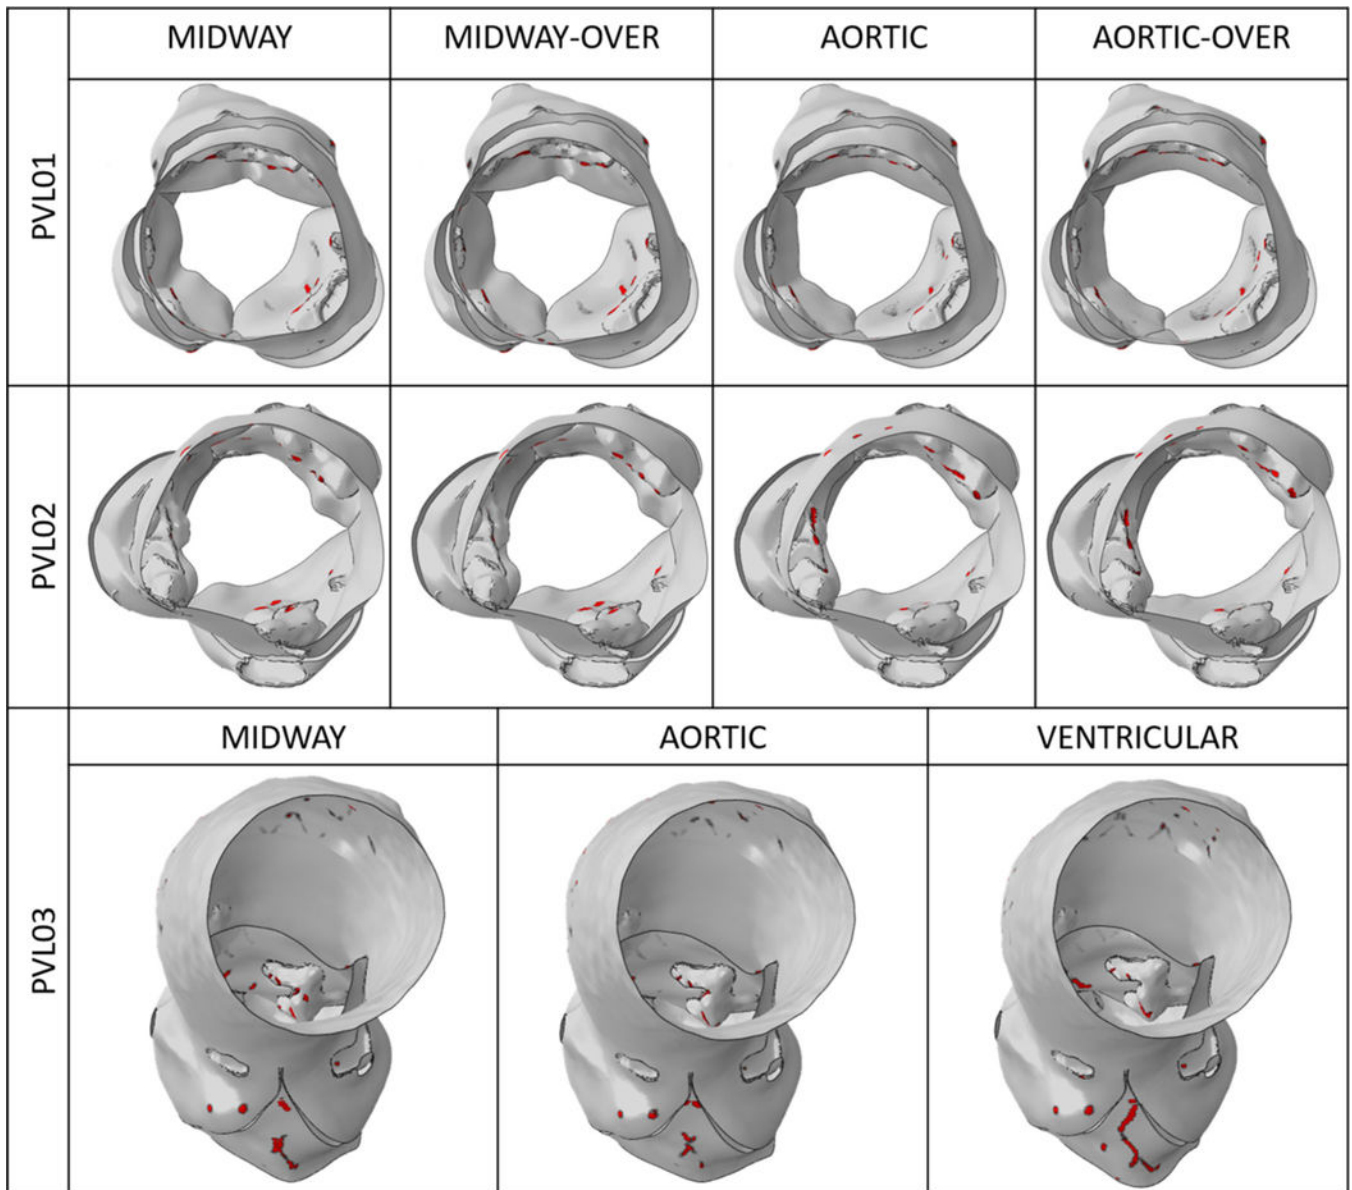 MIDWAY MIDWAY-OVER AORTIC AORTIC-OVER
PVL01
PVL02
MIDWAY AORTIC VENTRICULAR
PVL03